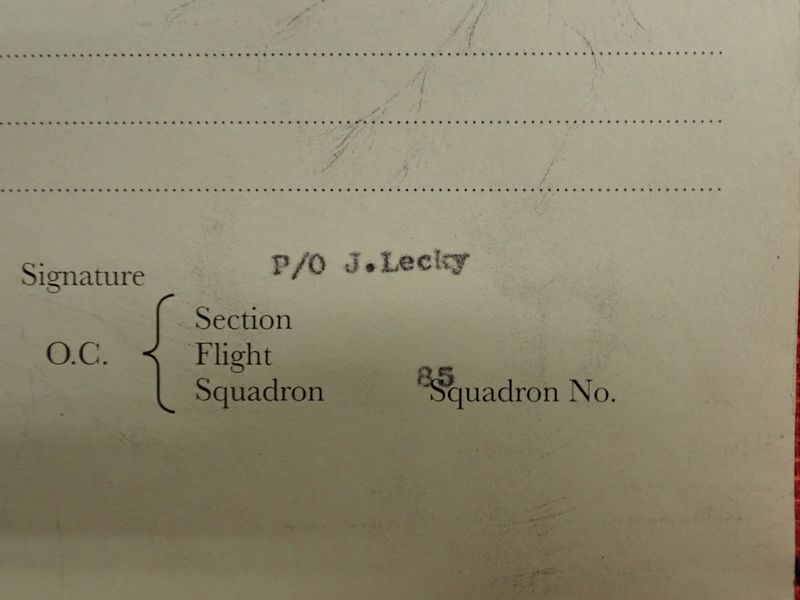 Signature P/O J.Lecky
Section
O.C. { Flight
Squadron 85 Squadron No.